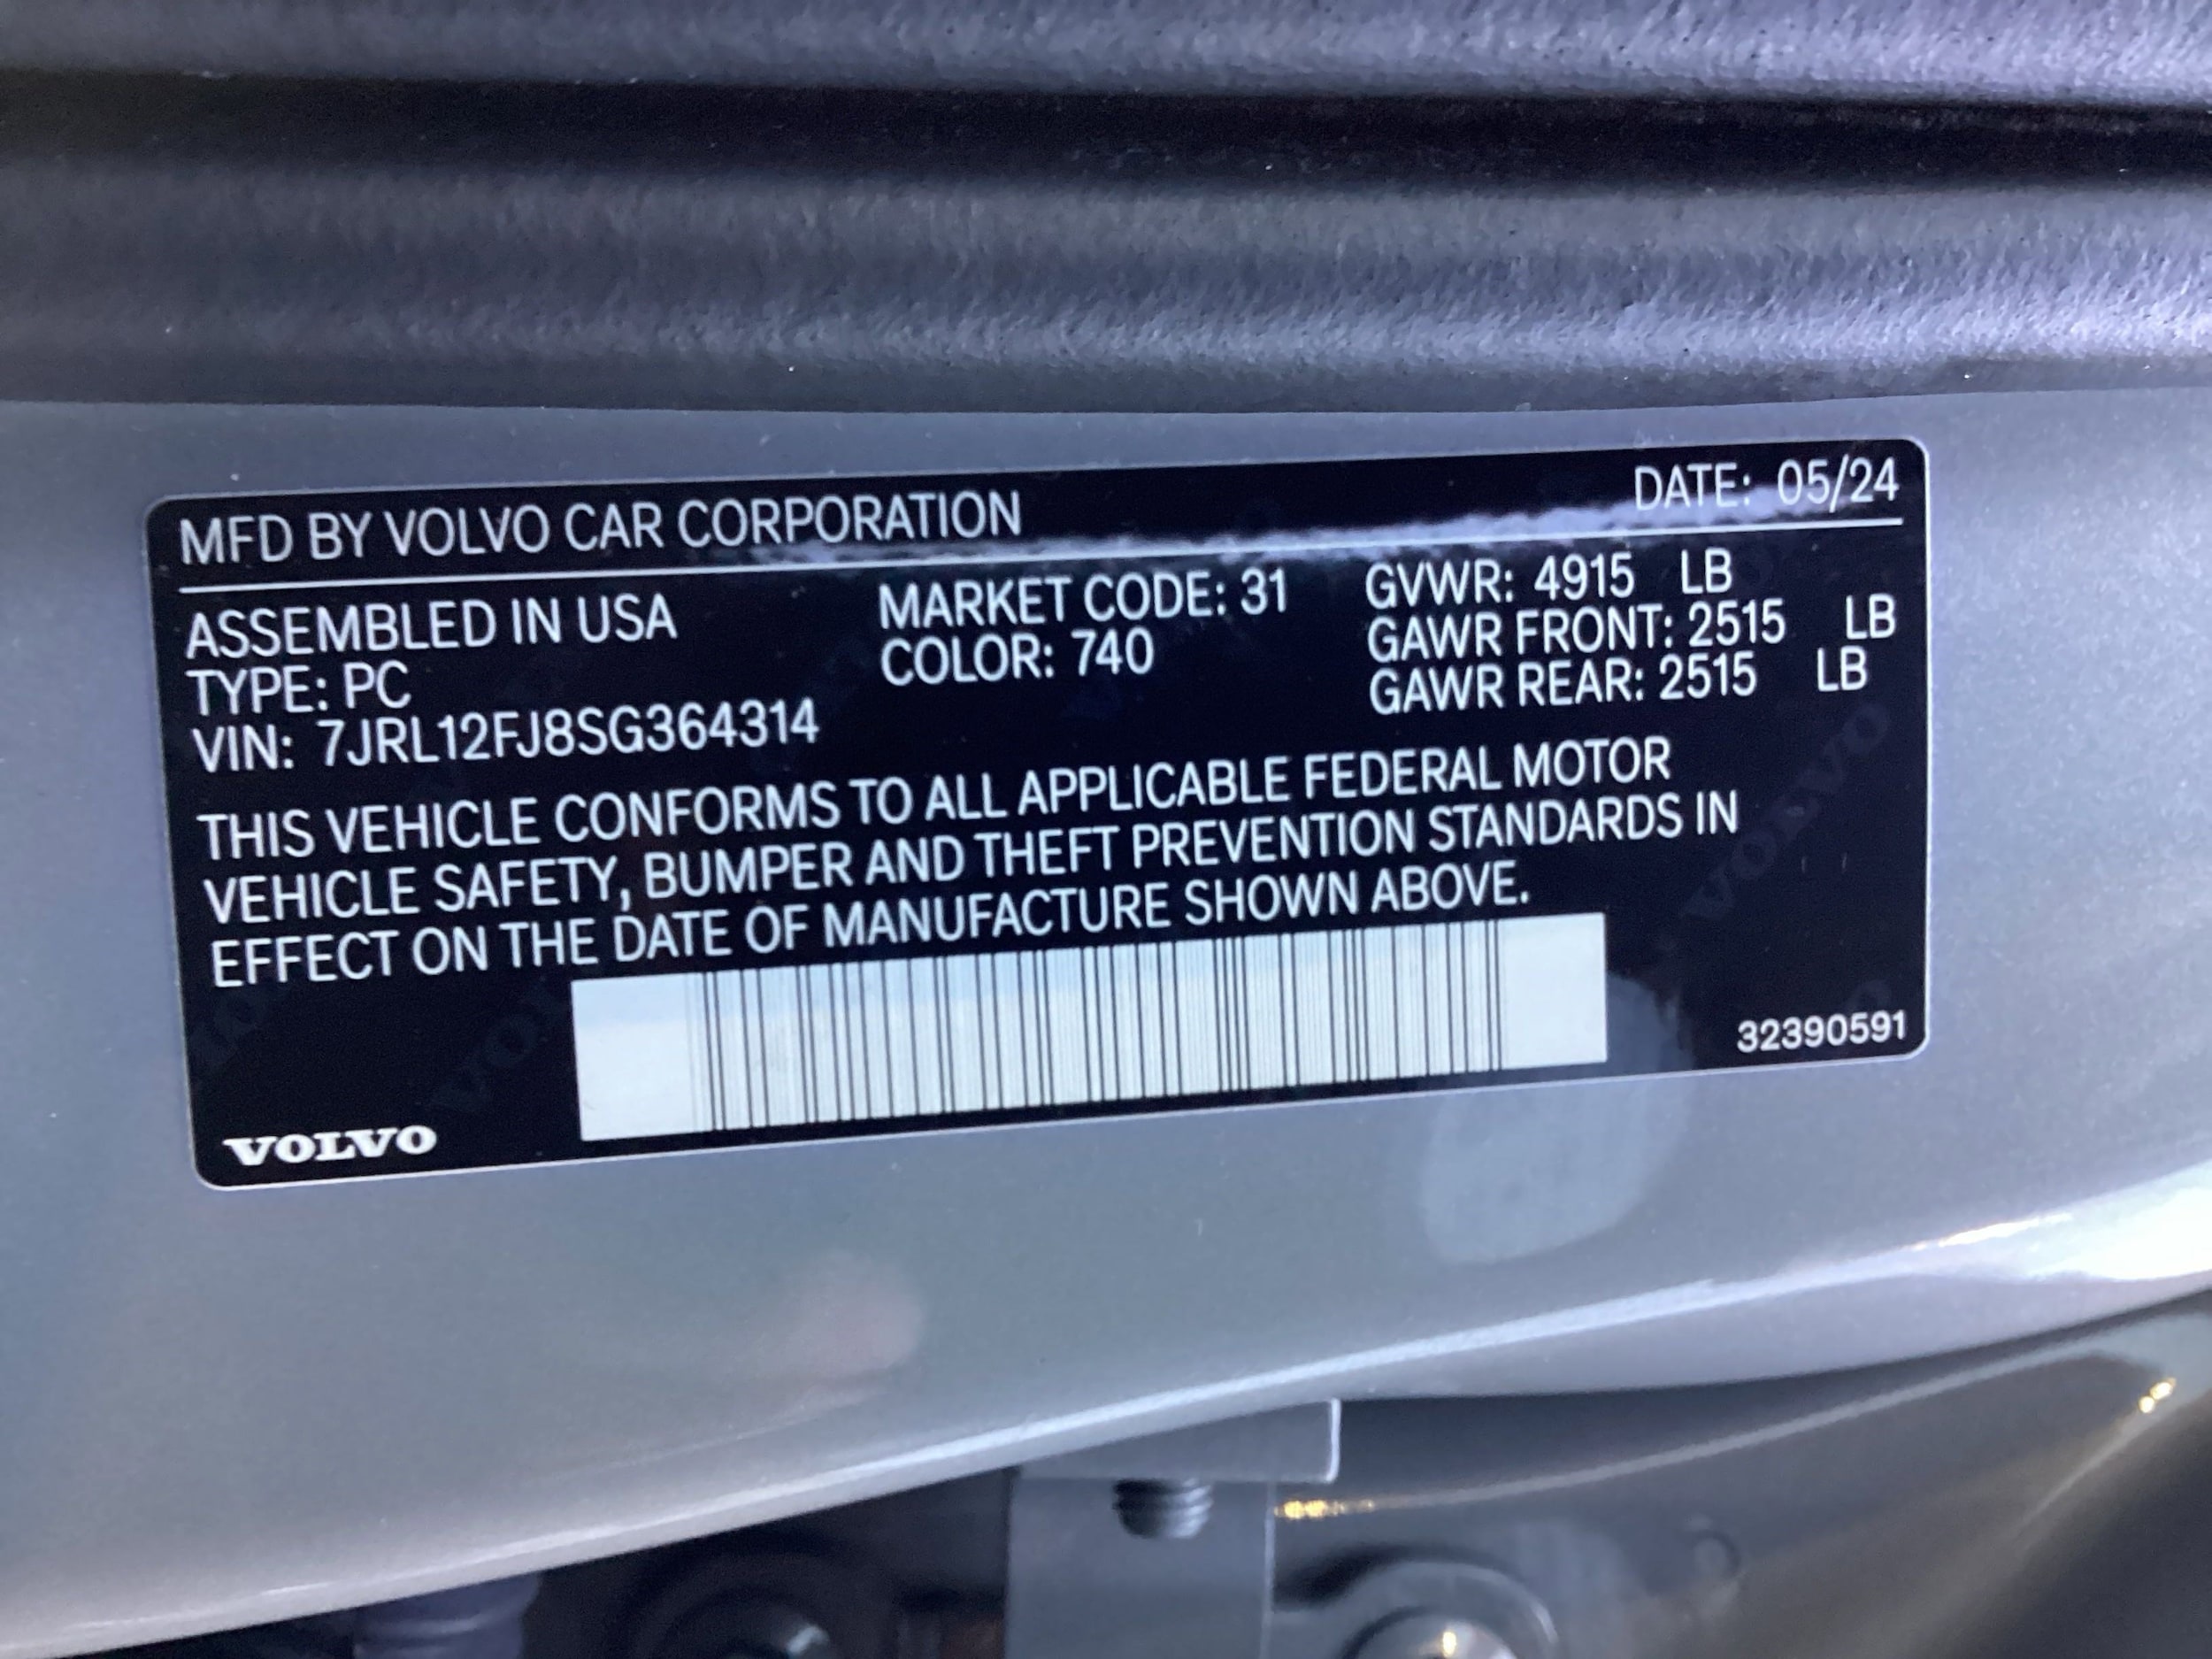 MFD BY VOLVO CAR CORPORATION DATE: 05/24
ASSEMBLED IN USA MARKET CODE: 31 GVWR: 4915 LB
TYPE: PC COLOR: 740 GAWR FRONT: 2515 LB
VIN: 7JRL12FJ8SG364314 GAWR REAR: 2515 LB
THIS VEHICLE CONFORMS TO ALL APPLICABLE FEDERAL MOTOR
VEHICLE SAFETY, BUMPER AND THEFT PREVENTION STANDARDS IN
EFFECT ON THE DATE OF MANUFACTURE SHOWN ABOVE.
32390591
VOLVO